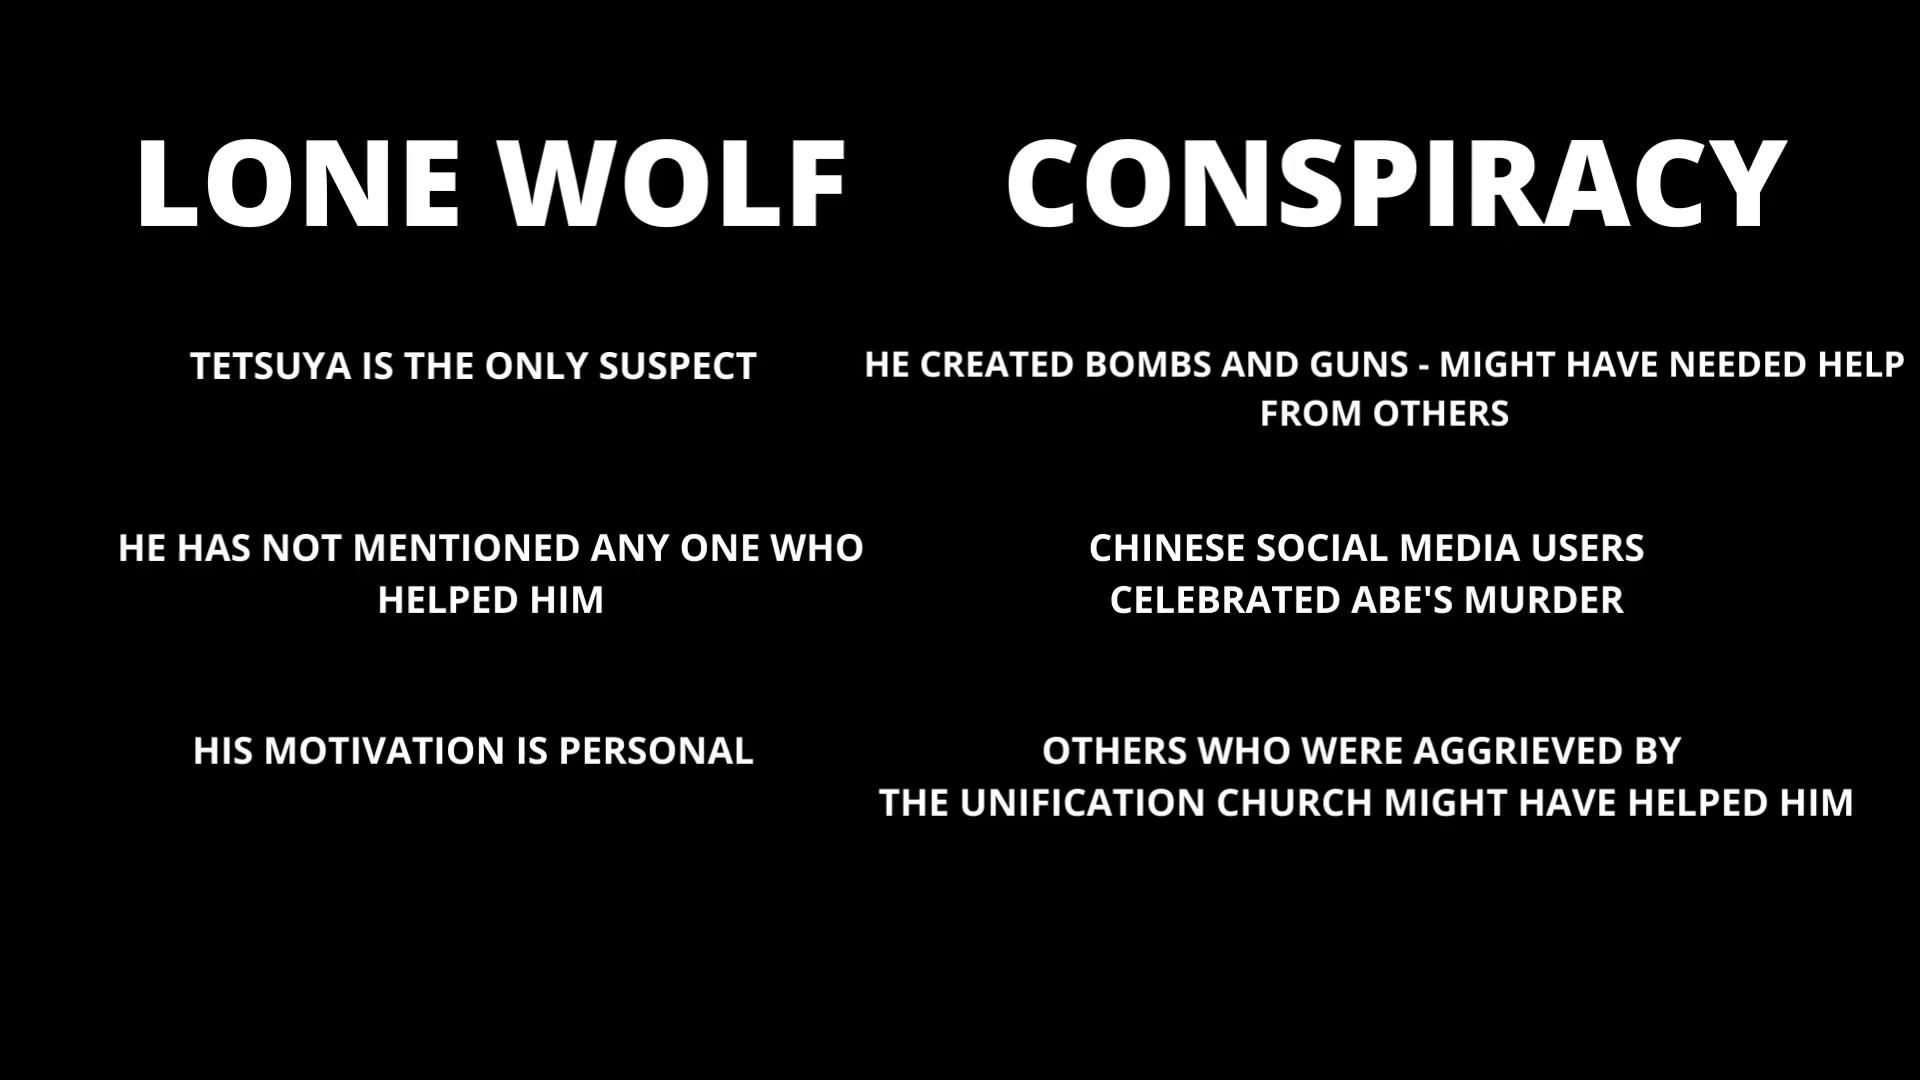 LONE WOLF
TETSUYA IS THE ONLY SUSPECT
HE HAS NOT MENTIONED ANY ONE WHO
HELPED HIM
HIS MOTIVATION IS PERSONAL
CONSPIRACY
HE CREATED BOMBS AND GUNS - MIGHT HAVE NEEDED HELP
FROM OTHERS
CHINESE SOCIAL MEDIA USERS
CELEBRATED ABE'S MURDER
OTHERS WHO WERE AGGRIEVED BY
THE UNIFICATION CHURCH MIGHT HAVE HELPED HIM